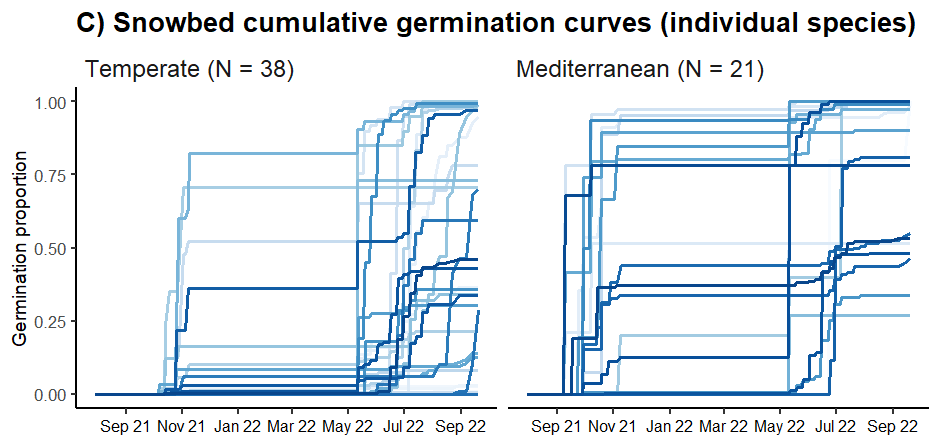 C) Snowbed cumulative germination curves (individual species)
Temperate (N = 38)
Mediterranean (N = 21)
Germination proportion
1.00
0.75
0.50
0.25
0.00
Sep 21 Nov 21 Jan 22 Mar 22 May 22 Jul 22 Sep 22
Sep 21 Nov 21 Jan 22 Mar 22 May 22 Jul 22 Sep 22